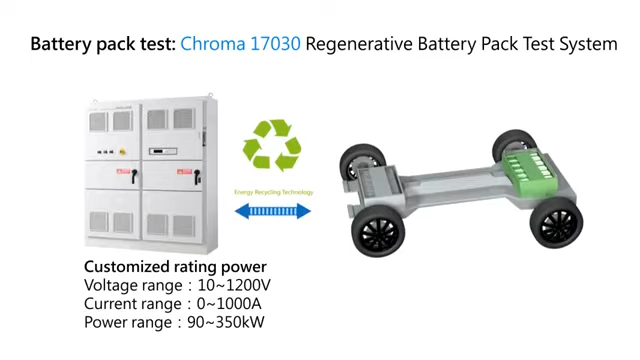 Battery pack test: Chroma 17030 Regenerative Battery Pack Test System
Energy Recycling Technology
Customized rating power
Voltage range：10~1200V
Current range：0~1000A
Power range：90~350kW